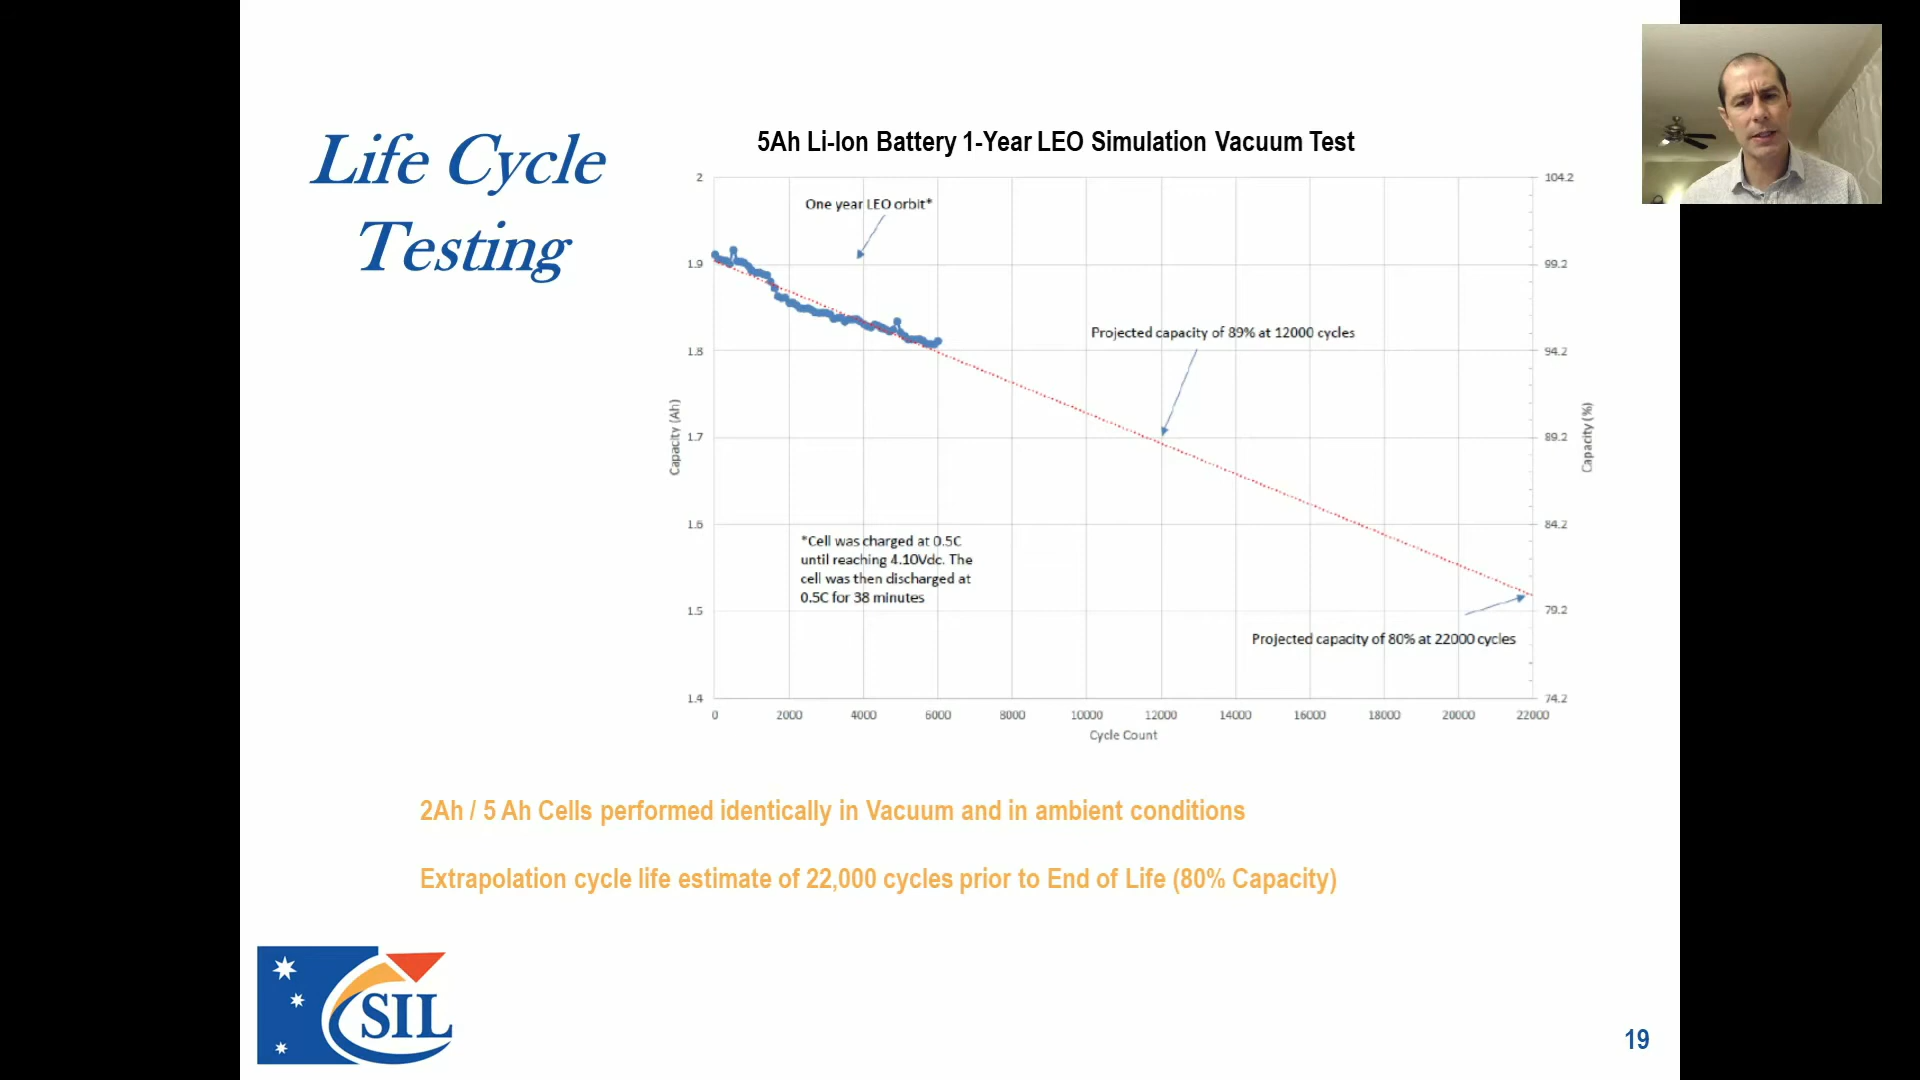 Life Cycle
Testing
5Ah Li-Ion Battery 1-Year LEO Simulation Vacuum Test
2
1.9
1.8
1.7
1.6
1.5
1.4
Capacity (Ah)
One year LEO orbit*
Projected capacity of 89% at 12000 cycles
*Cell was charged at 0.5C
until reaching 4.10Vdc. The
cell was then discharged at
0.5C for 38 minutes
Projected capacity of 80% at 22000 cycles
104.2
99.2
94.2
89.2
84.2
79.2
74.2
Capacity (%)
0 2000 4000 6000 8000 10000 12000 14000 16000 18000 20000 22000
Cycle Count
2Ah / 5 Ah Cells performed identically in Vacuum and in ambient conditions
Extrapolation cycle life estimate of 22,000 cycles prior to End of Life (80% Capacity)
SIL
19